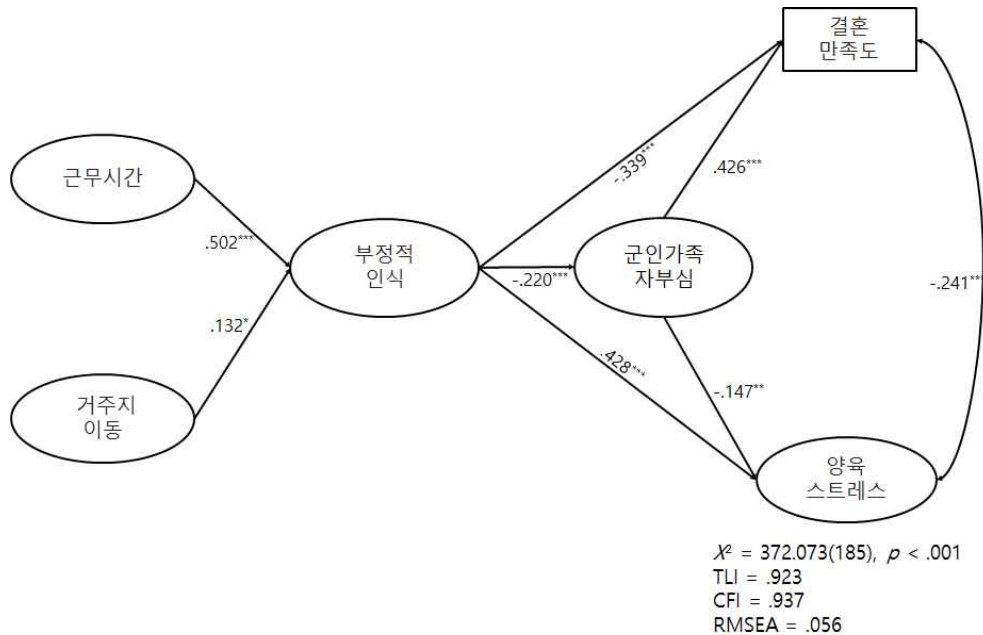 결혼
만족도
근무시간
-.339***
.426***
.502***
부정적
인식
군인가족
자부심
-.220***
-.241***
.132*
.428***
-.147**
거주지
이동
양육
스트레스
X² = 372.073(185), p < .001
TLI = .923
CFI = .937
RMSEA = .056